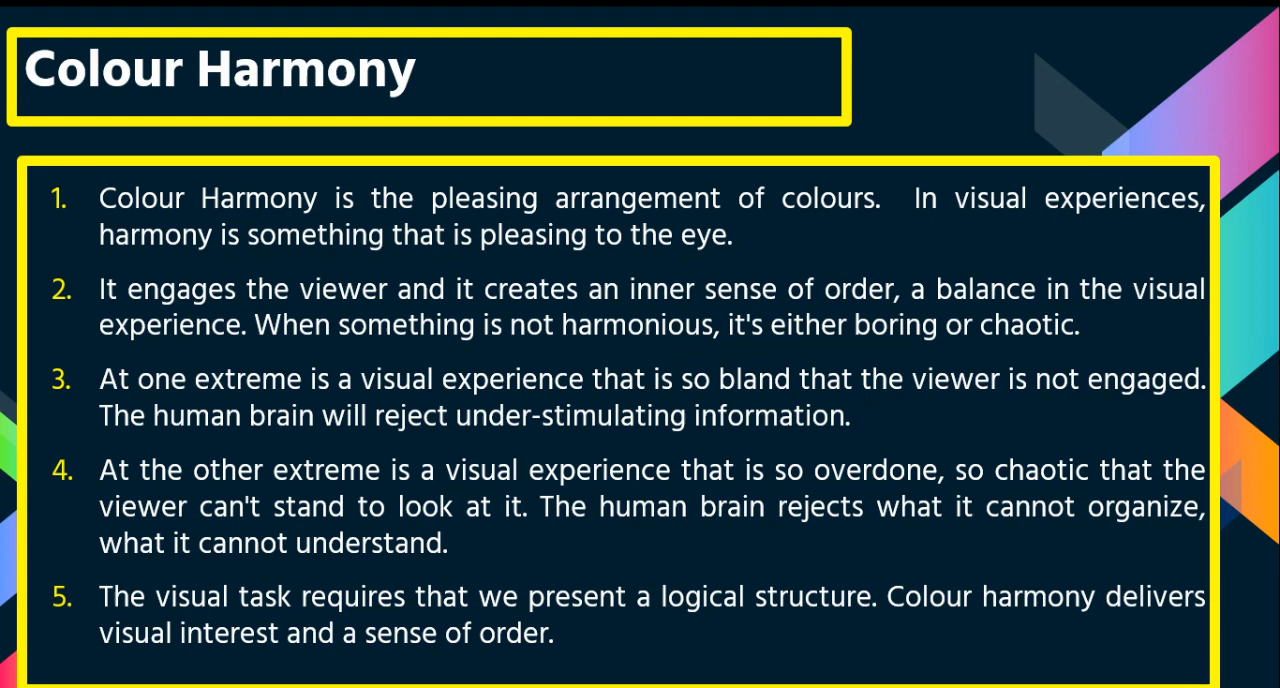 Colour Harmony
1. Colour Harmony is the pleasing arrangement of colours. In visual experiences,
harmony is something that is pleasing to the eye.
2. It engages the viewer and it creates an inner sense of order, a balance in the visual
experience. When something is not harmonious, it's either boring or chaotic.
3. At one extreme is a visual experience that is so bland that the viewer is not engaged.
The human brain will reject under-stimulating information.
4. At the other extreme is a visual experience that is so overdone, so chaotic that the
viewer can't stand to look at it. The human brain rejects what it cannot organize,
what it cannot understand.
5. The visual task requires that we present a logical structure. Colour harmony delivers
visual interest and a sense of order.